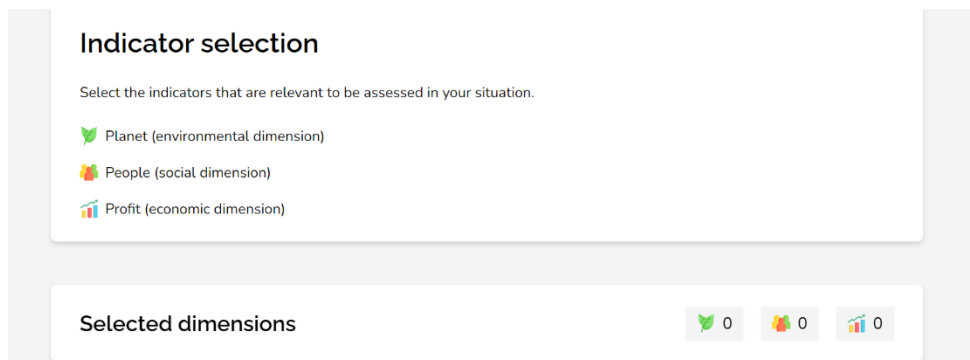 Indicator selection
Select the indicators that are relevant to be assessed in your situation.
Planet (environmental dimension)
People (social dimension)
Profit (economic dimension)
Selected dimensions 0 0 0